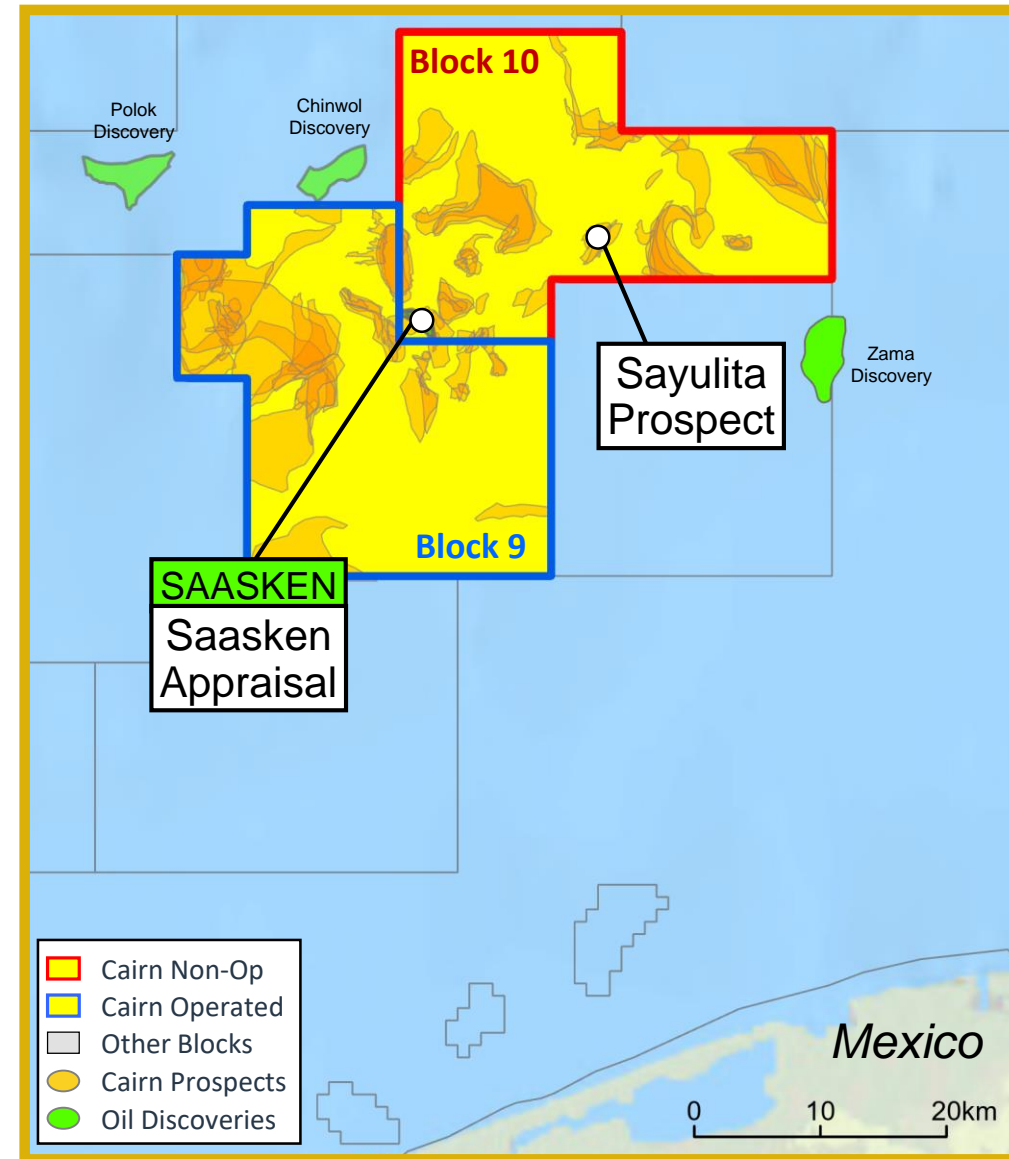 Block 10
Polok
Discovery
Chinwol
Discovery
Sayulita
Prospect
Zama
Discovery
Block 9
SAASKEN
Saasken
Appraisal
Cairn Non-Op
Cairn Operated
Other Blocks
Cairn Prospects
Oil Discoveries
Mexico
0 10 20km